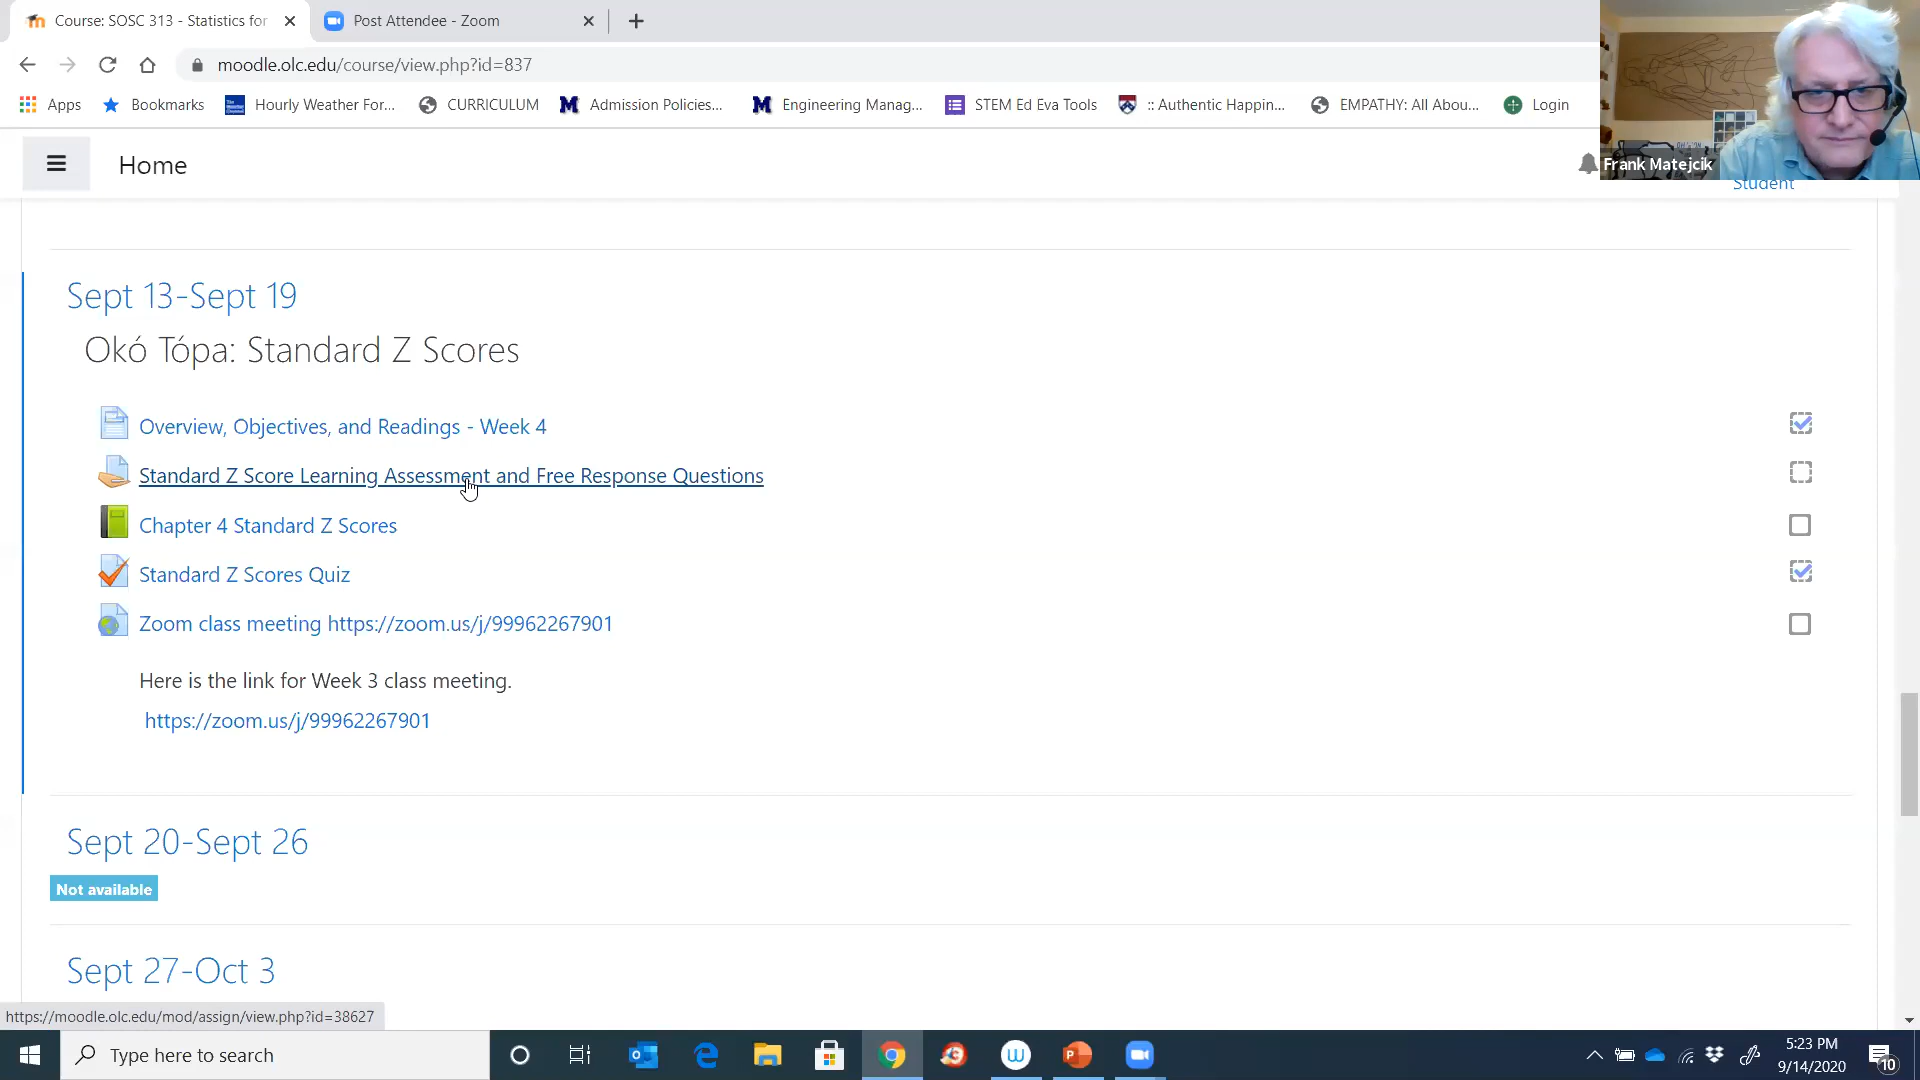 Course: SOSC 313 - Statistics for
Post Attendee - Zoom
moodle.olc.edu/course/view.php?id=837
Apps
Bookmarks
Hourly Weather For...
CURRICULUM
Admission Policies...
Engineering Manag...
STEM Ed Eva Tools
:: Authentic Happin...
EMPATHY: All Abou...
Login
Home
Frank Matejcik
Student
Sept 13-Sept 19
Okó Tópa: Standard Z Scores
Overview, Objectives, and Readings - Week 4
Standard Z Score Learning Assessment and Free Response Questions
Chapter 4 Standard Z Scores
Standard Z Scores Quiz
Zoom class meeting https://zoom.us/j/99962267901
Here is the link for Week 3 class meeting.
https://zoom.us/j/99962267901
Sept 20-Sept 26
Not available
Sept 27-Oct 3
https://moodle.olc.edu/mod/assign/view.php?id=38627
Type here to search
5:23 PM
9/14/2020
10